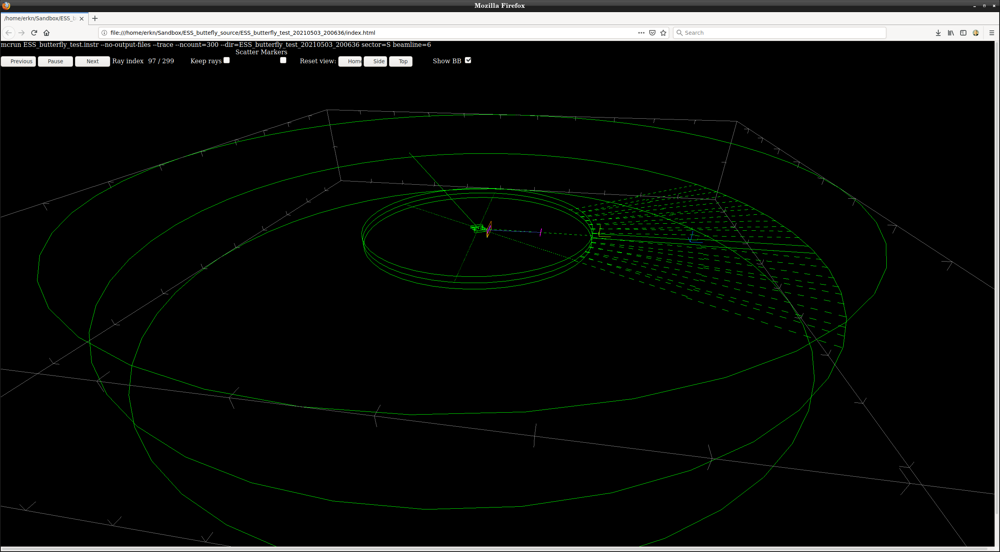 Mozilla Firefox
/home/erkn/Sandbox/ESS_b
file:///home/erkn/Sandbox/ESS_buttefly_source/ESS_butterfly_test_20210503_200636/index.html
Search
mcrun ESS_butterfly_test.instr --no-output-files --trace --ncount=300 --dir=ESS_butterfly_test_20210503_200636 sector=S beamline=6
Scatter Markers
Previous Pause Next Ray index 97 / 299 Keep rays Reset view: Home Side Top Show BB